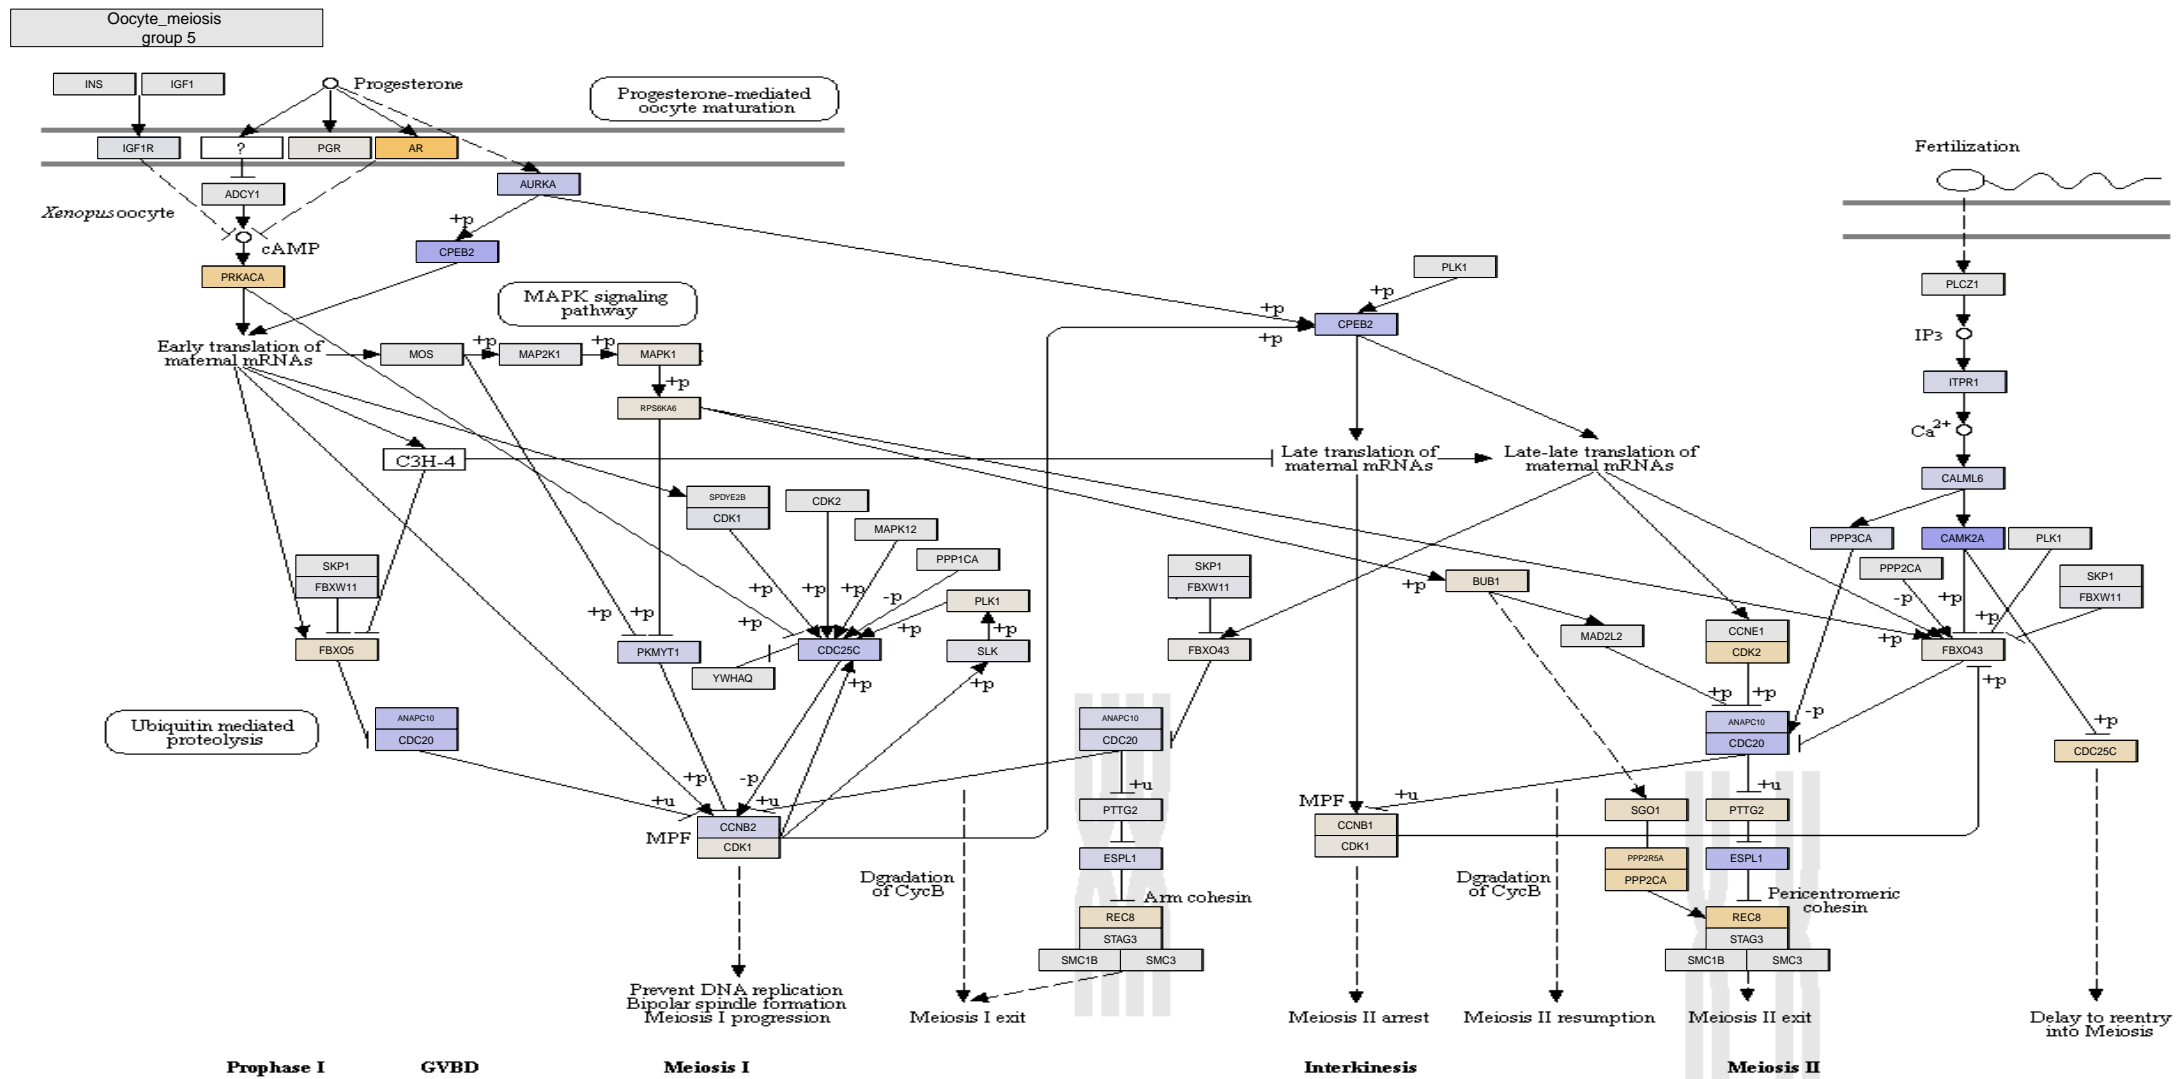 Oocyte_meiosis
group 5
INS
IGF1
Progesterone
Progesterone-mediated
oocyte maturation
IGF1R
?
PGR
AR
Fertilization
ADCY1
AURKA
Xenopus oocyte
+p
cAMP
CPEB2
PRKACA
PLK1
+p
PLCZ1
MAPK signaling
pathway
+p
CPEB2
+p
IP3
Early translation of
maternal mRNAs
MOS
+p
MAP2K1
+p
MAPK1
+p
RPS6KA6
ITPR1
Ca2+
C3H-4
Late translation of
maternal mRNAs
Late-late translation of
maternal mRNAs
CALML6
SPDYE2B
CDK1
CDK2
MAPK12
PPP1CA
PPP3CA
CAMK2A
PLK1
SKP1
FBXW11
SKP1
FBXW11
BUB1
+p
PPP2CA
SKP1
FBXW11
+p
+p
+p
+p
+p
+p
-p
PLK1
+p
+p
-p
+p
+p
+p
FBXO5
PKMYT1
YWHAQ
CDC25C
SLK
FBXO43
MAD2L2
CCNE1
CDK2
FBXO43
+p
+p
+p
+p
+p
-p
+p
Ubiquitin mediated
proteolysis
ANAPC10
CDC20
ANAPC10
CDC20
ANAPC10
CDC20
CDC25C
+p
-p
+u
+u
+u
+u
+u
MPF
CCNB2
CDK1
PTTG2
MPF
CCNB1
CDK1
SGO1
PTTG2
Dgradation
of CycB
ESPL1
Dgradation
of CycB
PPP2R5A
PPP2CA
ESPL1
Arm cohesin
Pericentromeric
cohesin
REC8
STAG3
SMC1B
SMC3
REC8
STAG3
SMC1B
SMC3
Prevent DNA replication
Bipolar spindle formation
Meiosis I progression
Meiosis I exit
Meiosis II arrest
Meiosis II resumption
Meiosis II exit
Delay to reentry
into Meiosis
Prophase I
GVBD
Meiosis I
Interkinesis
Meiosis II